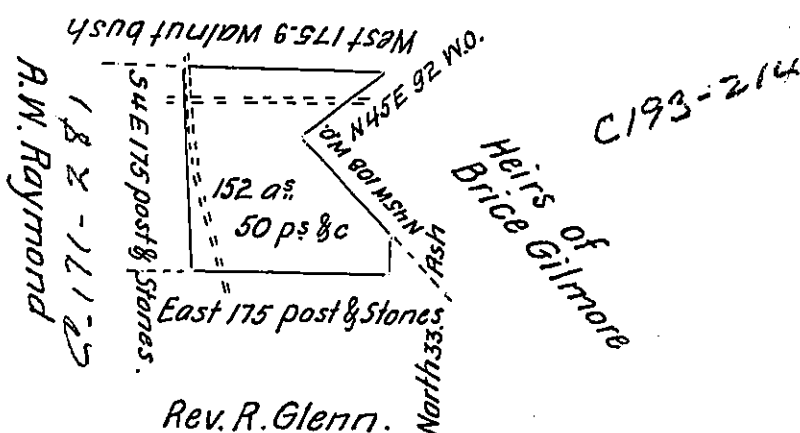 West 175.9 walnut bush
N45E 92 W.O.
C193-214
S4E 175 post & Stones.
N45W 108 W.O.
Heirs of
Brice Gilmore
152 as.
50 ps & c
Ash
A.W. Raymond
East 175 post & Stones
North 33.
Rev. R. Glenn.